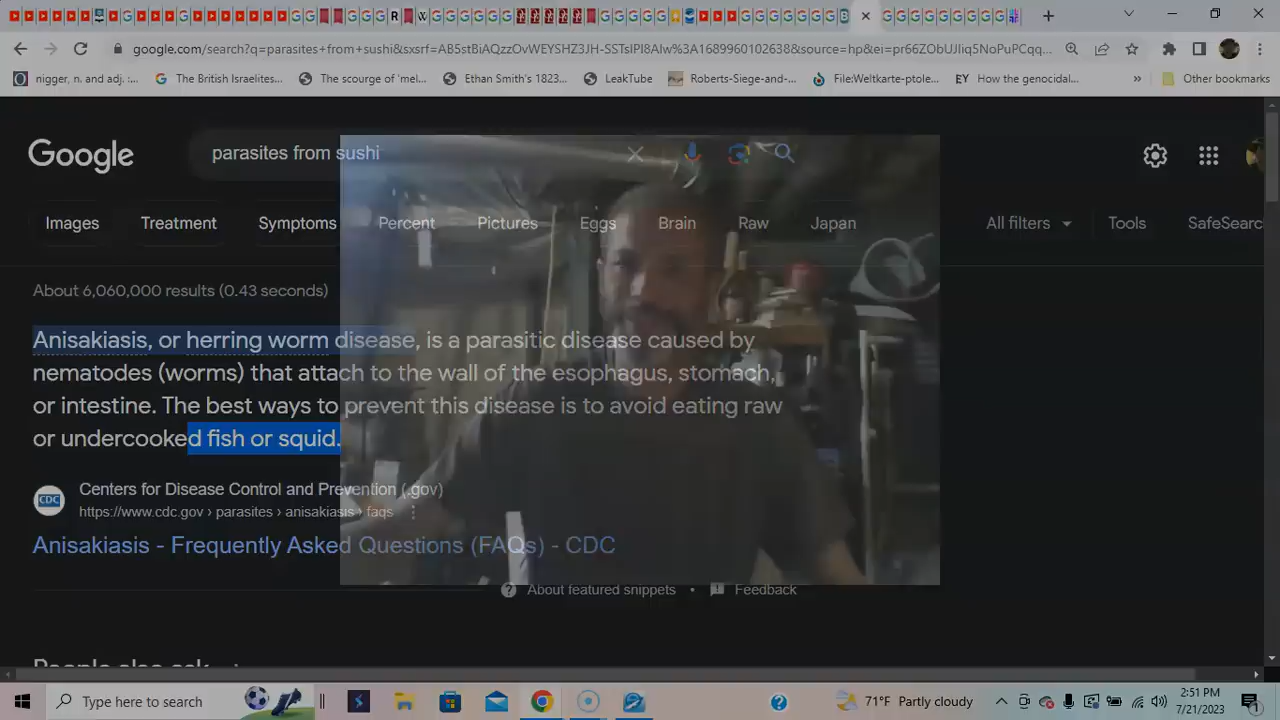 google.com/search?q=parasites+from+sushi&sxsrf=AB5stBiAQzzOvWEYSHZ3JH-SSTsIPI8AIw%3A1689960102638&source=hp&ei=pr66ZObUJIiq5NoPuPCqq...
nigger, n. and adj. :...
The British Israelites...
The scourge of 'mel...
Ethan Smith's 1823...
LeakTube
Roberts-Siege-and-...
File:Weltkarte-ptole...
EY How the genocidal...
»
Other bookmarks
Google
parasites from sushi
Images
Treatment
Symptoms
Percent
Pictures
Eggs
Brain
Raw
Japan
All filters
Tools
SafeSearc
About 6,060,000 results (0.43 seconds)
Anisakiasis, or herring worm disease, is a parasitic disease caused by
nematodes (worms) that attach to the wall of the esophagus, stomach,
or intestine. The best ways to prevent this disease is to avoid eating raw
or undercooked fish or squid.
CDC
Centers for Disease Control and Prevention (.gov)
https://www.cdc.gov › parasites › anisakiasis › faqs
Anisakiasis - Frequently Asked Questions (FAQs) - CDC
About featured snippets
•
Feedback
People also ask
Type here to search
71°F Partly cloudy
2:51 PM
7/21/2023